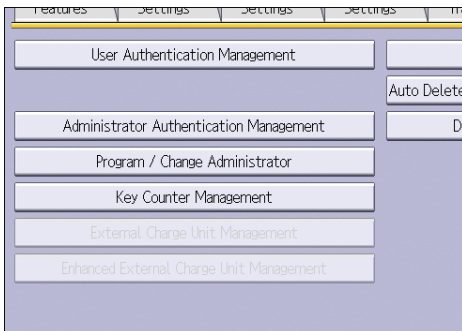 Features Settings Settings Settings
User Authentication Management
Auto Delete
Administrator Authentication Management
D
Program / Change Administrator
Key Counter Management
External Charge Unit Management
Enhanced External Charge Unit Management